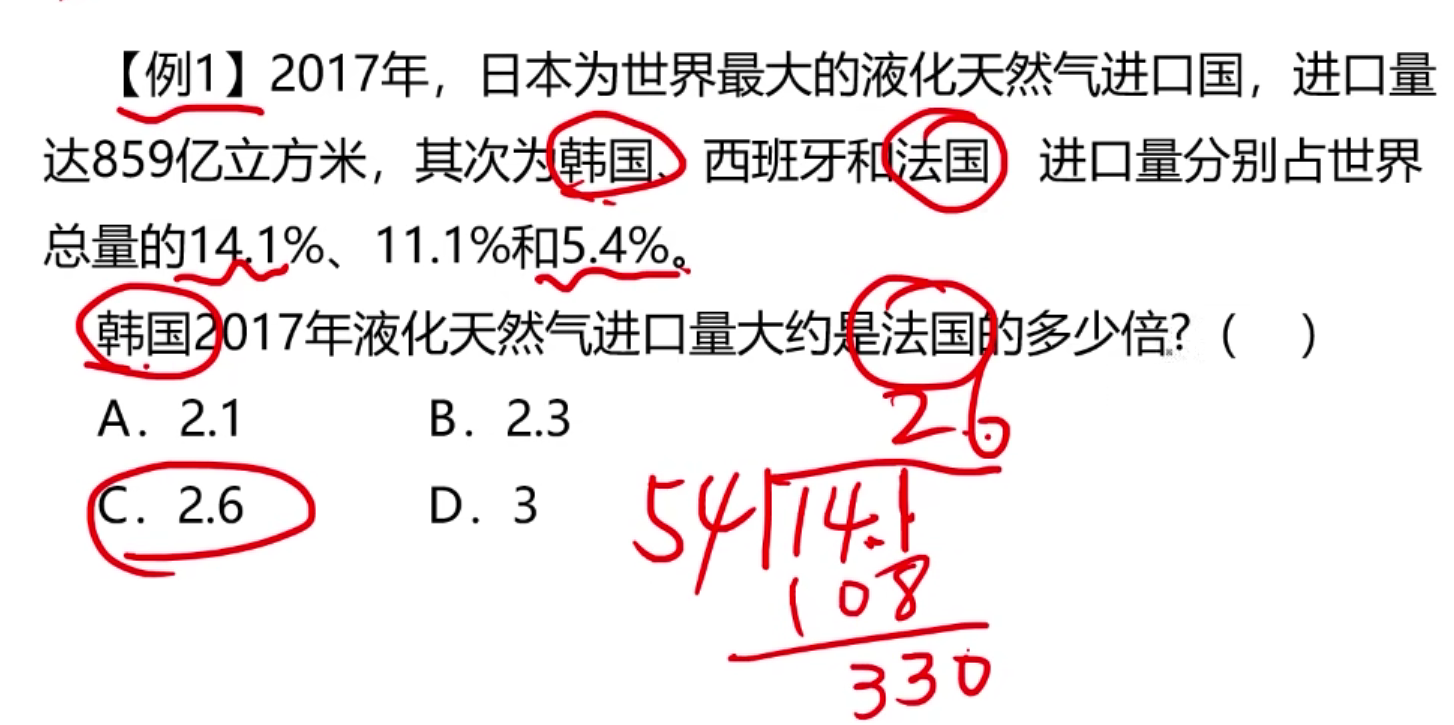 【例1】2017年，日本为世界最大的液化天然气进口国，进口量
达859亿立方米，其次为韩国、西班牙和法国 进口量分别占世界
总量的14.1%、11.1%和5.4%。
韩国2017年液化天然气进口量大约是法国的多少倍?（ ）
A．2.1 B．2.3
C．2.6 D．3
2.6
54 14.1
108
330